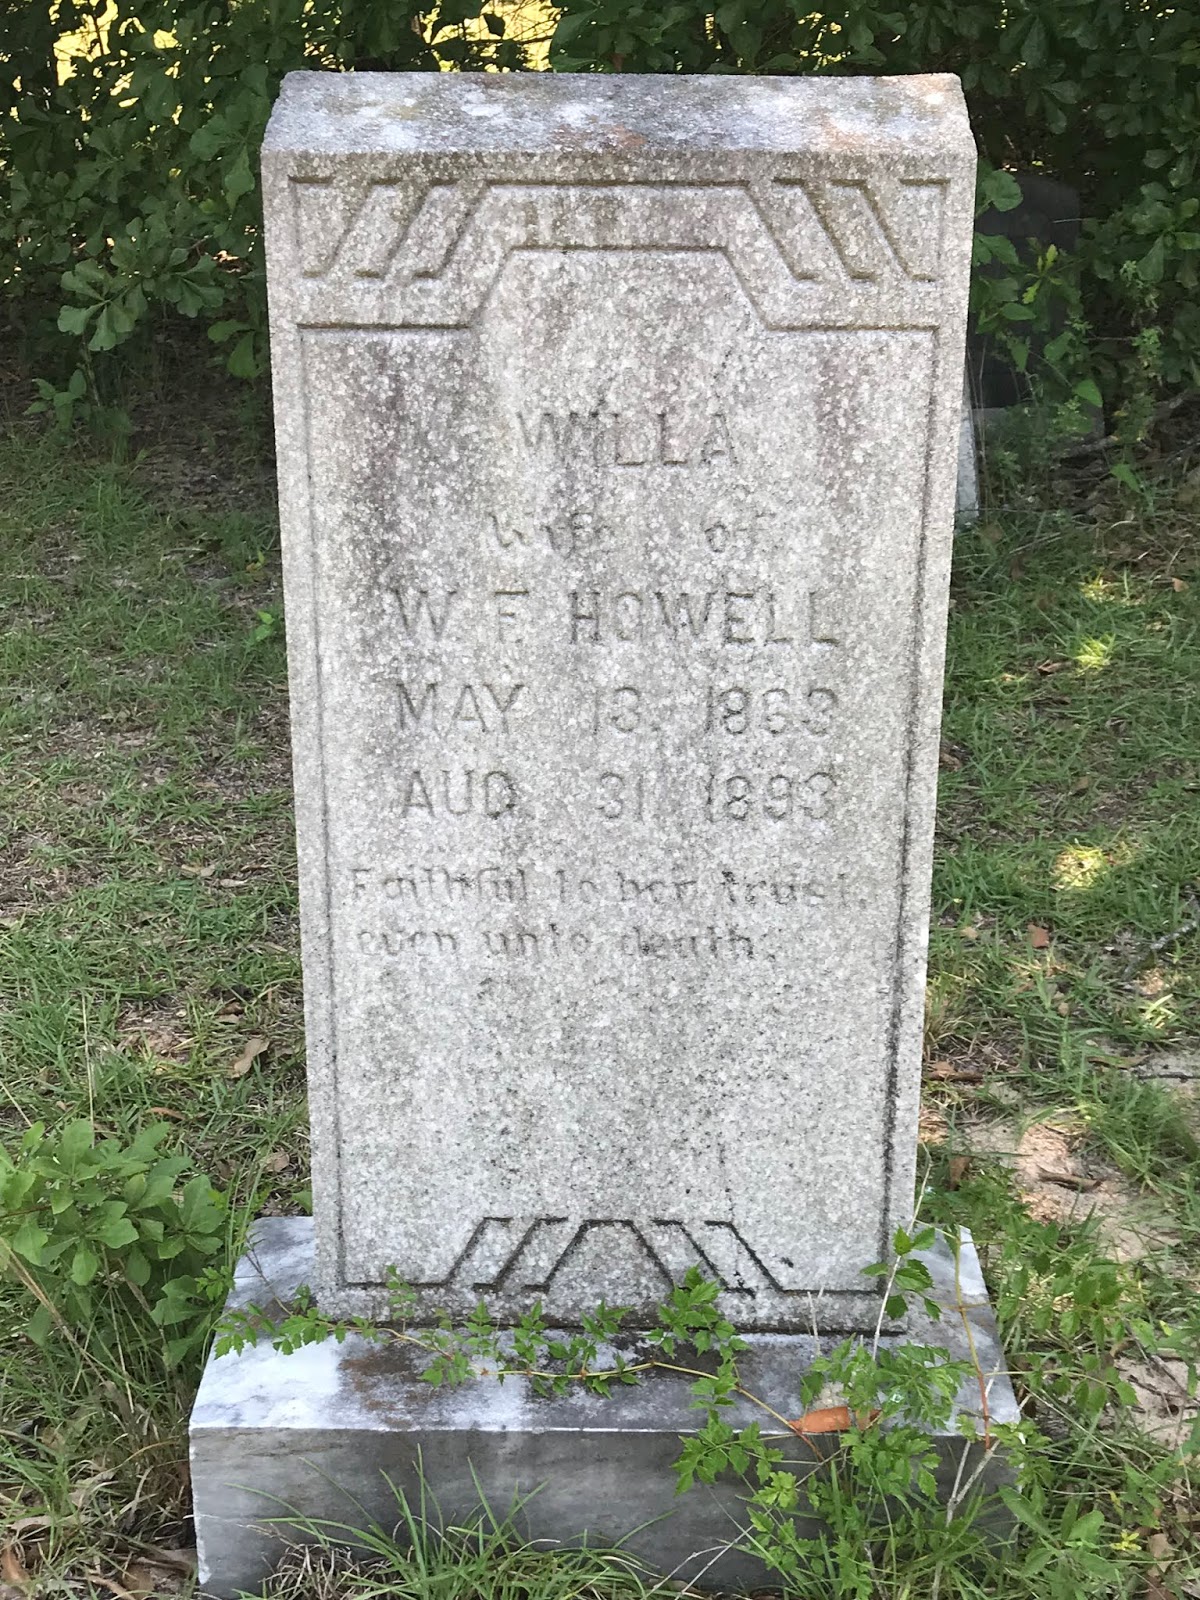 WILLA
wife of
W. F. HOWELL
MAY 13. 1863
AUG. 31 1893
Faithful to her trust,
even unto death.